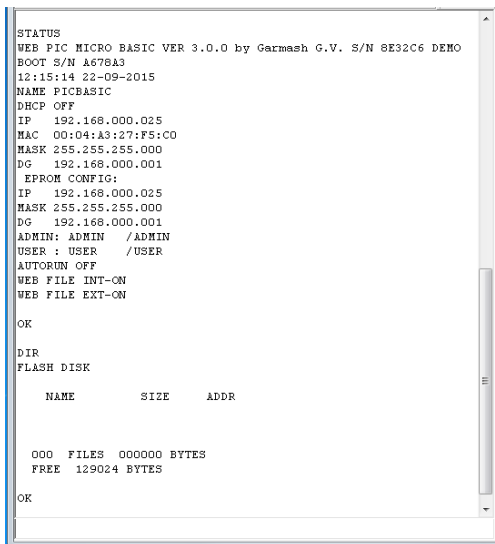 STATUS
WEB PIC MICRO BASIC VER 3.0.0 by Garmash G.V. S/N 8E32C6 DEMO
BOOT S/N A678A3
12:15:14 22-09-2015
NAME PICBASIC
DHCP OFF
IP 192.168.000.025
MAC 00:04:A3:27:F5:C0
MASK 255.255.255.000
DG 192.168.000.001
EPROM CONFIG:
IP 192.168.000.025
MASK 255.255.255.000
DG 192.168.000.001
ADMIN: ADMIN /ADMIN
USER : USER /USER
AUTORUN OFF
WEB FILE INT-ON
WEB FILE EXT-ON
OK
DIR
FLASH DISK
NAME SIZE ADDR
000 FILES 000000 BYTES
FREE 129024 BYTES
OK